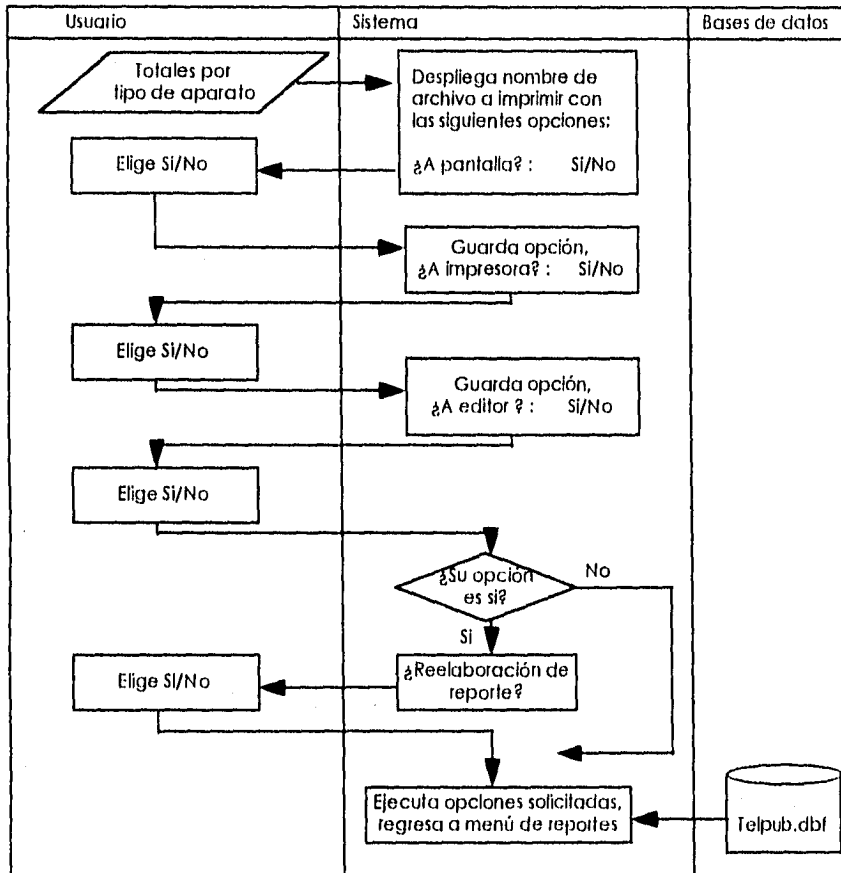 Usuario
Sistema
Bases de datos
Totales por
tipo de aparato
Despliega nombre de
archivo a imprimir con
las siguientes opciones:
¿A pantalla? : Si/No
Elige Si/No
Guarda opción,
¿A impresora? : Si/No
Elige Si/No
Guarda opción,
¿A editor ? : Si/No
Elige Si/No
¿Su opción
es si?
No
Si
¿Reelaboración de
reporte?
Elige Si/No
Ejecuta opciones solicitadas,
regresa a menú de reportes
Telpub.dbf